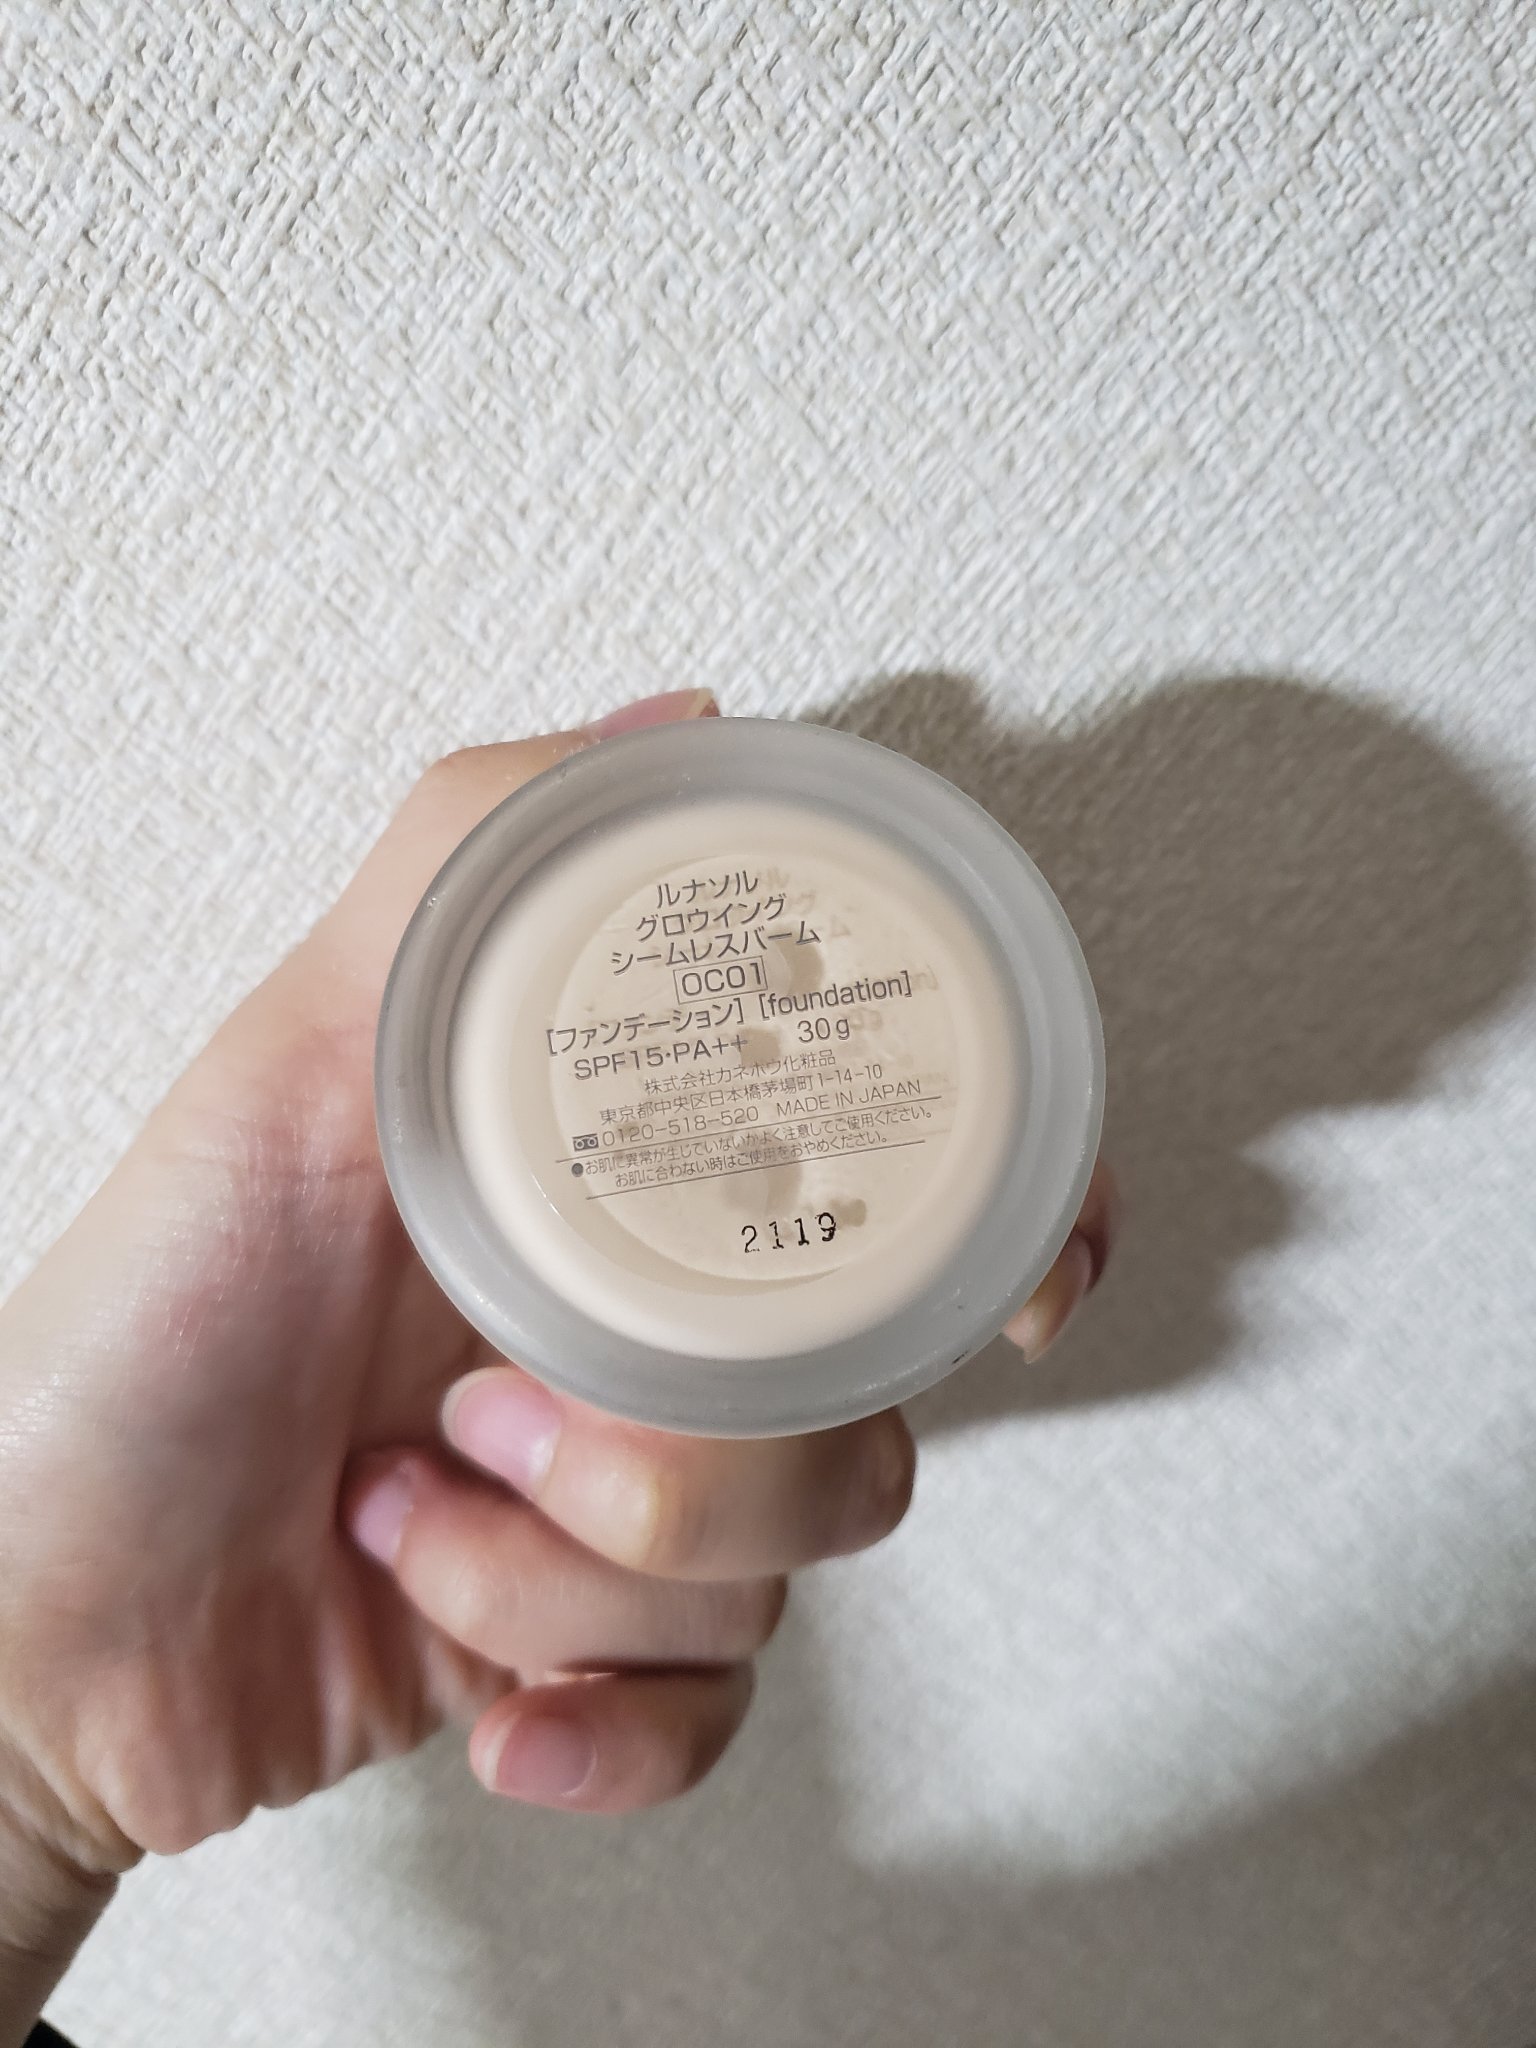 ルナソル
グロウイング
シームレスバーム
OC01
[ファンデーション] [foundation]
SPF15・PA++ 30g
株式会社カネボウ化粧品
東京都中央区日本橋茅場町1-14-10
0120-518-520 MADE IN JAPAN
●お肌に異常が生じていないかよく注意してご使用ください。
お肌に合わない時はご使用をおやめください。
2119